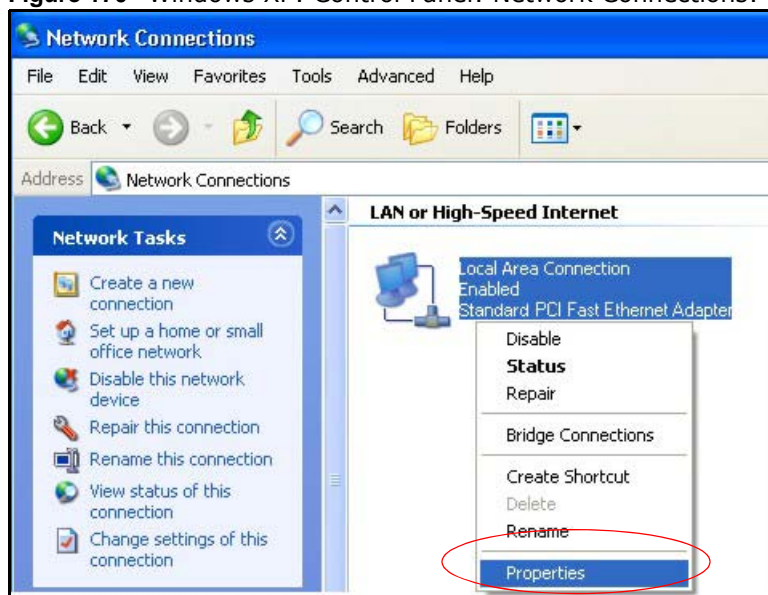 Network Connections
File Edit View Favorites Tools Advanced Help
Back Search Folders
Address Network Connections
Network Tasks
Create a new
connection
Set up a home or small
office network
Disable this network
device
Repair this connection
Rename this connection
View status of this
connection
Change settings of this
connection
LAN or High-Speed Internet
Local Area Connection
Enabled
Standard PCI Fast Ethernet Adapter
Disable
Status
Repair
Bridge Connections
Create Shortcut
Delete
Rename
Properties